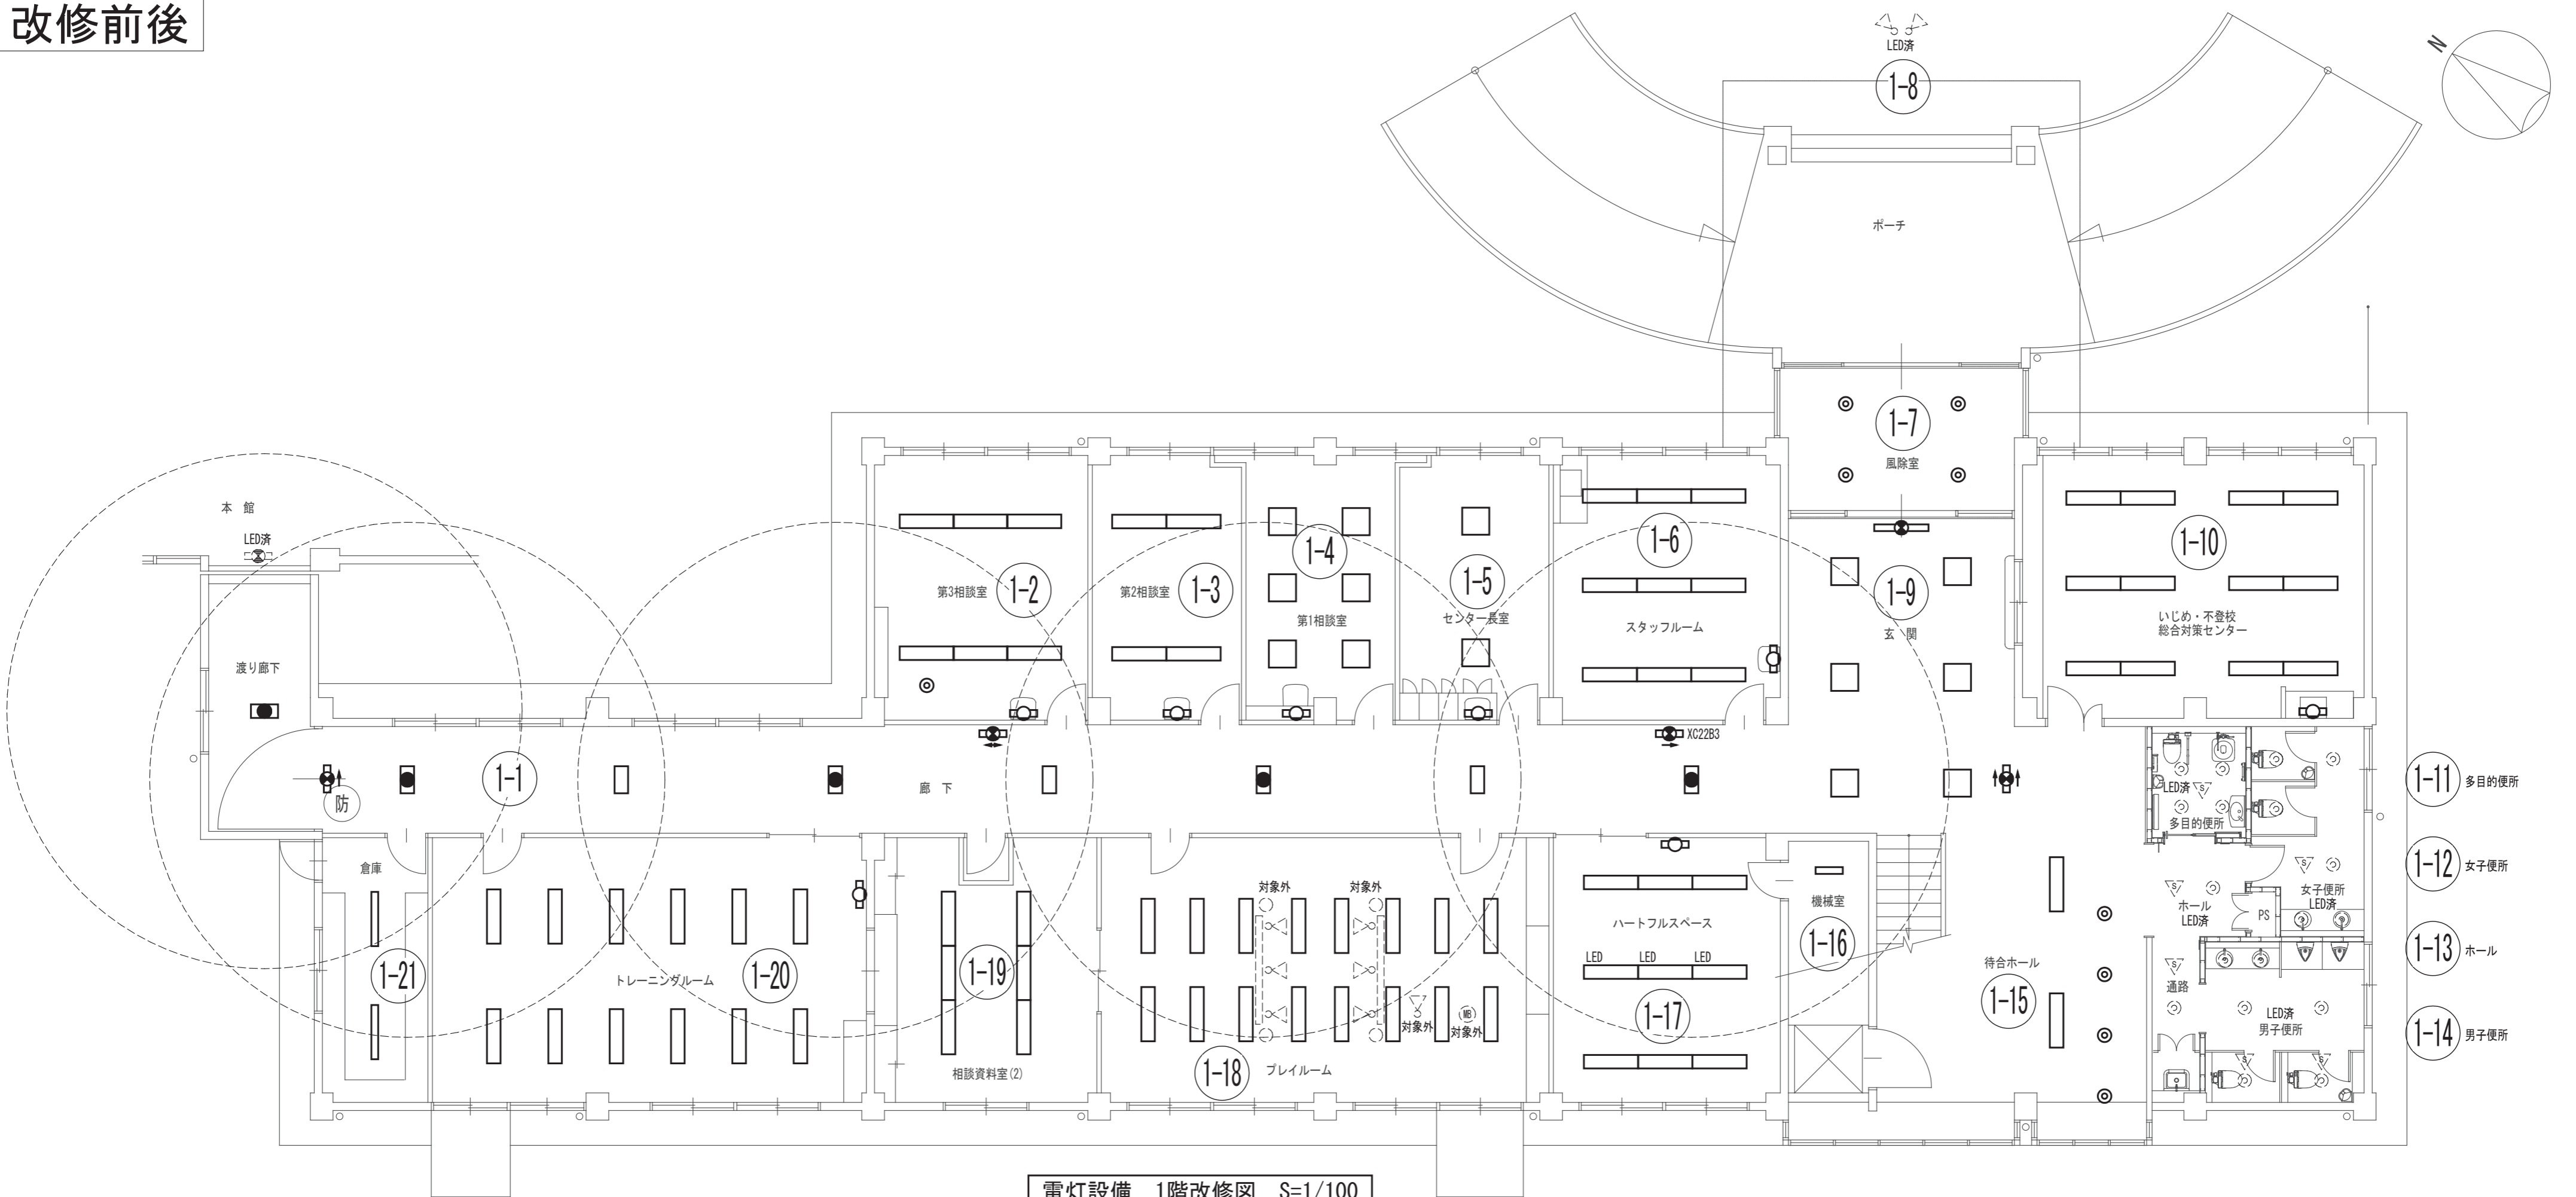 改修前後
LED済
1-8
N
ポーチ
1-7
風除室
本 館
LED済
渡り廊下
防
1-1
第3相談室
1-2
第2相談室
1-3
1-4
第1相談室
1-5
センター長室
1-6
スタッフルーム
1-9
玄 関
1-10
いじめ・不登校
総合対策センター
XC22B3
廊 下
LED済
S
多目的便所
S
女子便所
LED済
S
ホール
LED済
PS
S
通路
LED済
男子便所
S
S
1-11 多目的便所
1-12 女子便所
1-13 ホール
1-14 男子便所
倉庫
1-21
トレーニングルーム
1-20
1-19
相談資料室(2)
対象外
対象外
対象外
MB
対象外
1-18
プレイルーム
ハートフルスペース
LED
LED
LED
1-17
機械室
1-16
待合ホール
1-15
電灯設備 1階改修図 S=1/100